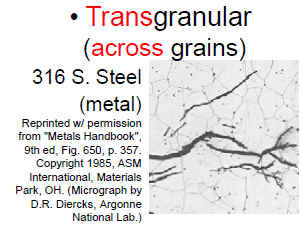 • Transgranular
(across grains)
316 S. Steel
(metal)
Reprinted w/ permission
from "Metals Handbook",
9th ed, Fig. 650, p. 357.
Copyright 1985, ASM
International, Materials
Park, OH. (Micrograph by
D.R. Diercks, Argonne
National Lab.)